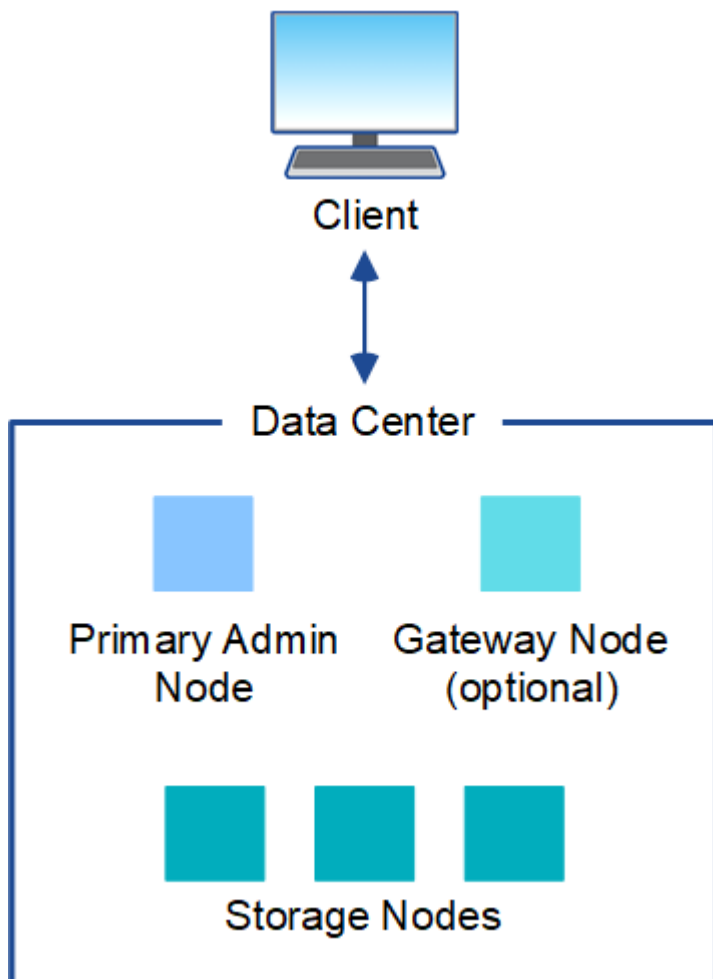 Client
Data Center
Primary Admin
Node
Gateway Node
(optional)
Storage Nodes